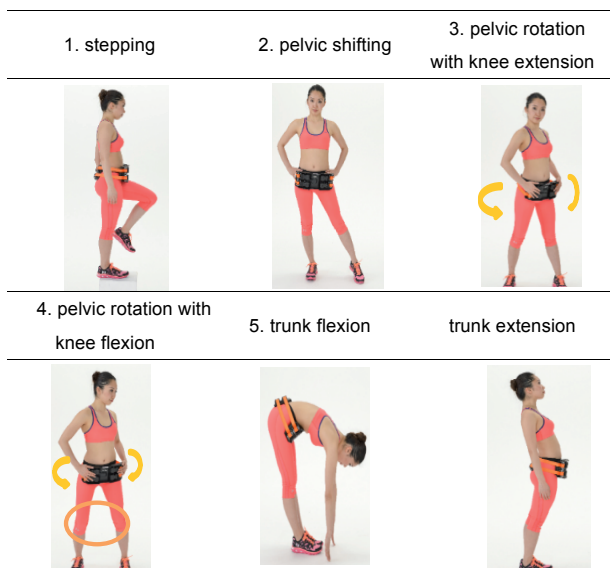 1. stepping
2. pelvic shifting
3. pelvic rotation
with knee extension
4. pelvic rotation with
knee flexion
5. trunk flexion
trunk extension